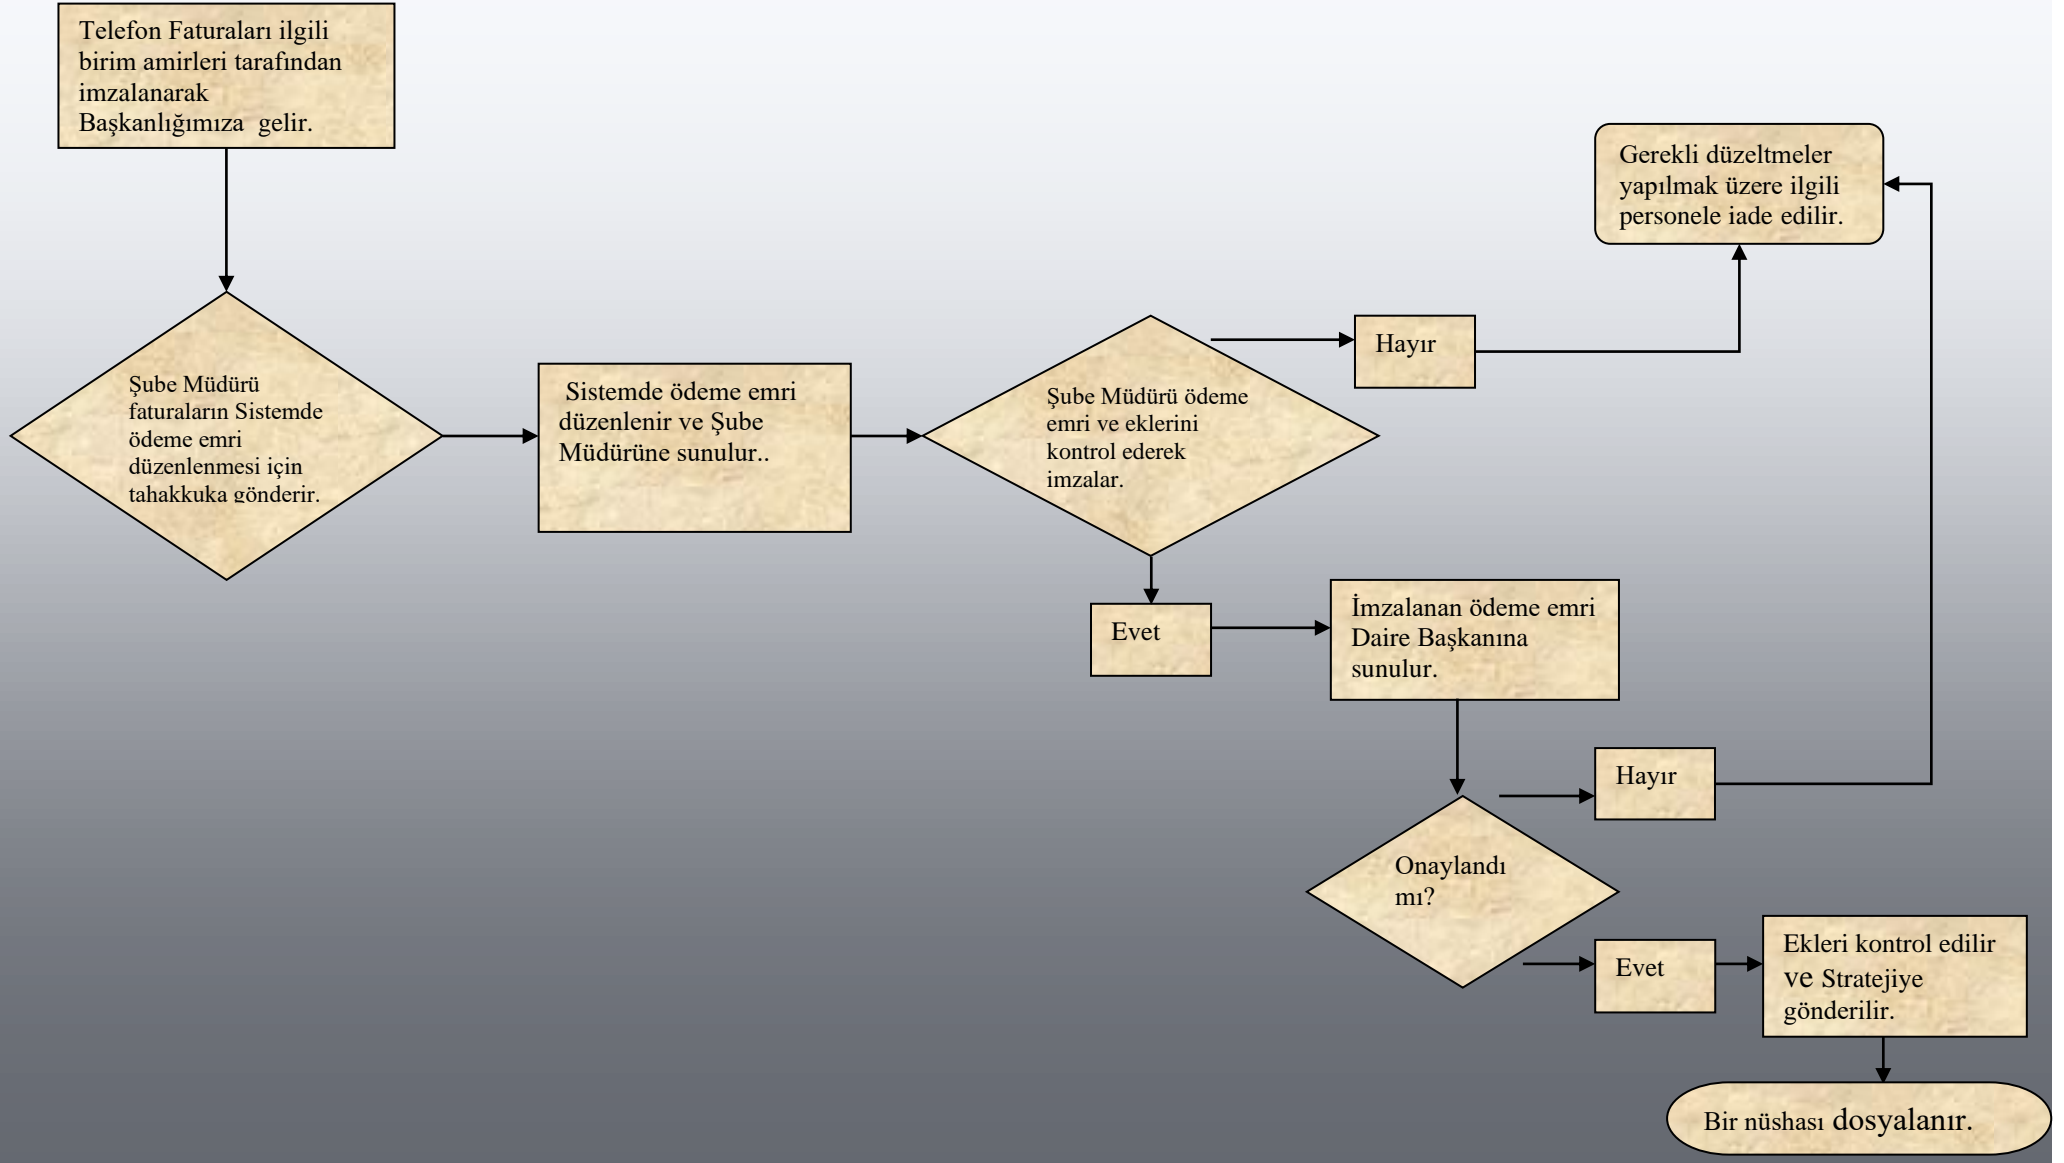 Telefon Faturaları ilgili
birim amirleri tarafından
imzalanarak
Başkanlığımıza gelir.
Şube Müdürü
faturaların Sistemde
ödeme emri
düzenlenmesi için
tahakkuka gönderir.
Sistemde ödeme emri
düzenlenir ve Şube
Müdürüne sunulur..
Şube Müdürü ödeme
emri ve eklerini
kontrol ederek
imzalar.
Hayır
Gerekli düzeltmeler
yapılmak üzere ilgili
personele iade edilir.
Evet
İmzalanan ödeme emri
Daire Başkanına
sunulur.
Onaylandı
mı?
Hayır
Evet
Ekleri kontrol edilir
ve Stratejiye
gönderilir.
Bir nüshası dosyalanır.